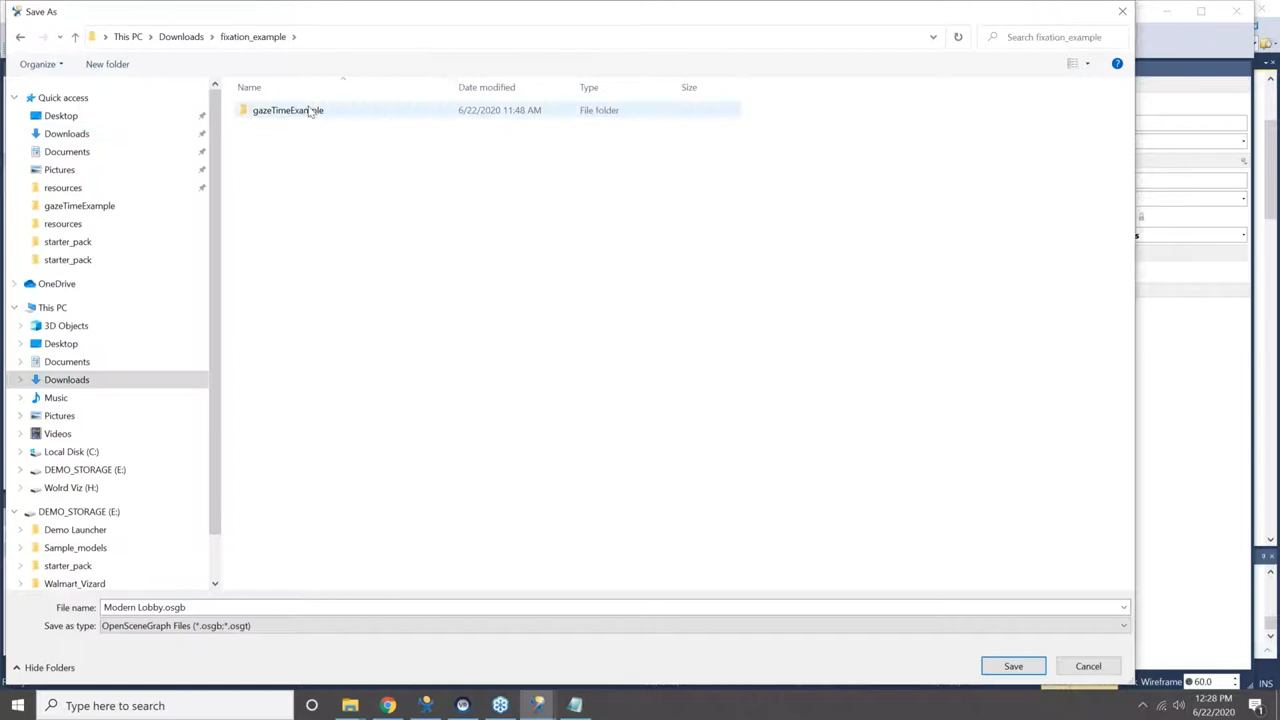 Save As
This PC > Downloads > fixation_example >
Search fixation_example
Organize
New folder
Name
Date modified
Type
Size
gazeTimeExample
6/22/2020 11:48 AM
File folder
Quick access
Desktop
Downloads
Documents
Pictures
resources
gazeTimeExample
resources
starter_pack
starter_pack
OneDrive
This PC
3D Objects
Desktop
Documents
Downloads
Music
Pictures
Videos
Local Disk (C:)
DEMO_STORAGE (E:)
Wolrd Viz (H:)
DEMO_STORAGE (E:)
Demo Launcher
Sample_models
starter_pack
Walmart_Vizard
File name: Modern Lobby.osgb
Save as type: OpenSceneGraph Files (*.osgb;*.osgt)
Hide Folders
Save
Cancel
Wireframe
60.0
INS
Type here to search
12:28 PM
6/22/2020